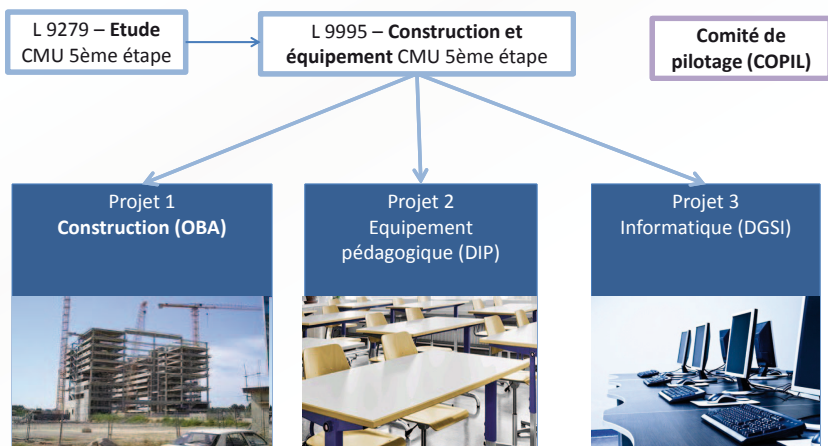 L 9279 – Etude
CMU 5ème étape
L 9995 – Construction et
équipement CMU 5ème étape
Comité de
pilotage (COPIL)
Projet 1
Construction (OBA)
Projet 2
Equipement
pédagogique (DIP)
Projet 3
Informatique (DGSI)